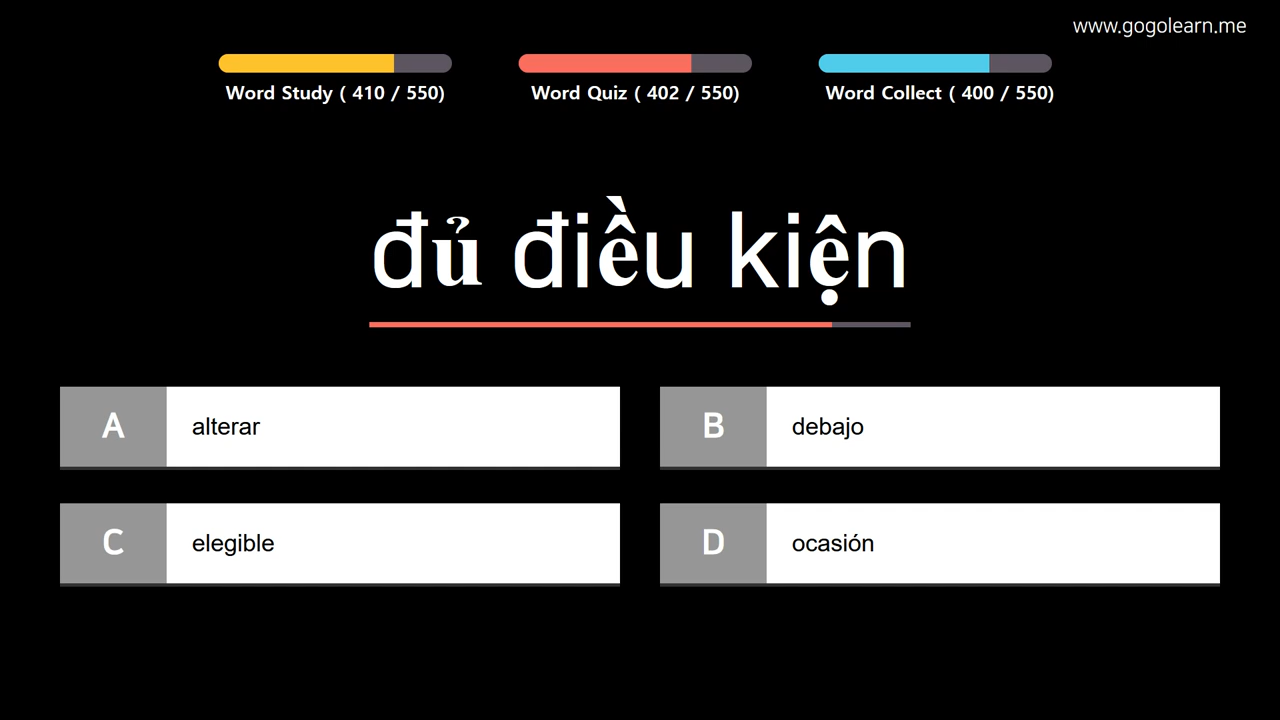 www.gogolearn.me
Word Study ( 410 / 550)
Word Quiz ( 402 / 550)
Word Collect ( 400 / 550)
đủ điều kiện
A alterar
B debajo
C elegible
D ocasión